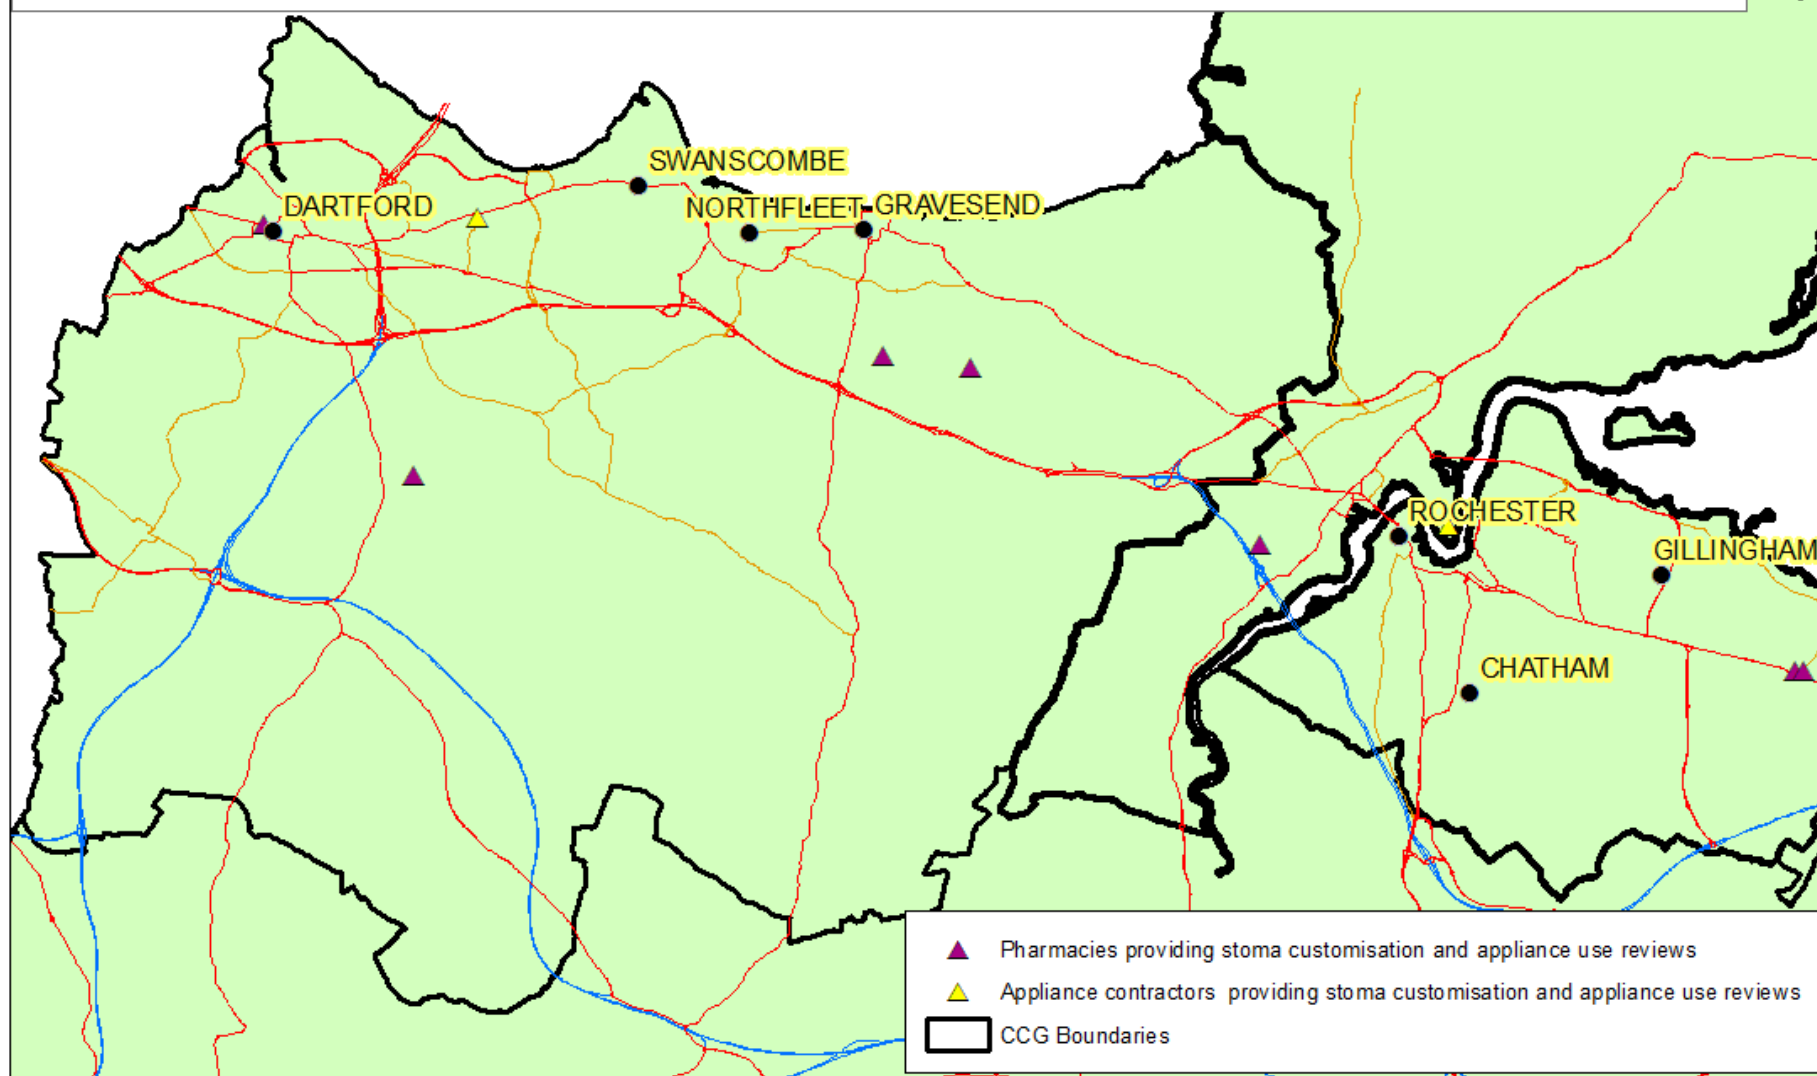 SWANSCOMBE
DARTFORD
NORTHFLEET
GRAVESEND
ROCHESTER
GILLINGHAM
CHATHAM
Pharmacies providing stoma customisation and appliance use reviews
Appliance contractors providing stoma customisation and appliance use reviews
CCG Boundaries